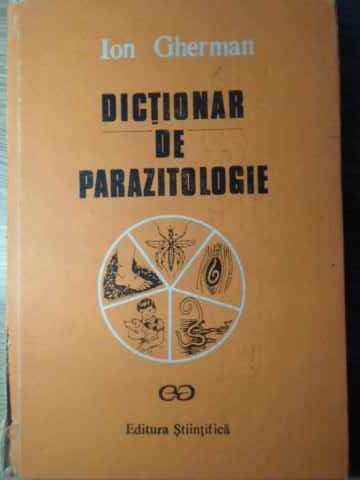 Ion Gherman
DICȚIONAR
DE
PARAZITOLOGIE
Editura Științifică